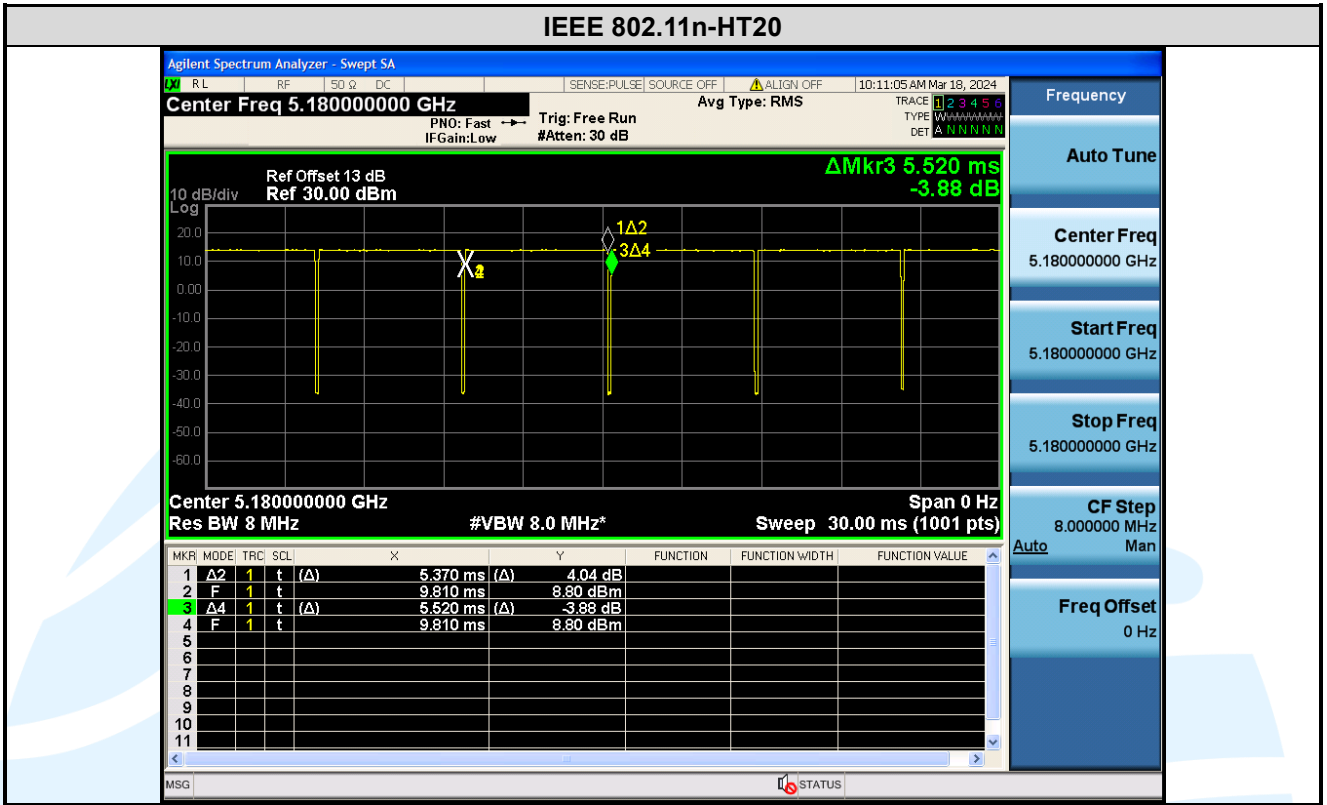 IEEE 802.11n-HT20
Agilent Spectrum Analyzer - Swept SA
LXI RL RF 50 Ω DC SENSE:PULSE SOURCE OFF ALIGN OFF 10:11:05 AM Mar 18, 2024
Center Freq 5.180000000 GHz
PNO: Fast
IFGain:Low
Trig: Free Run
#Atten: 30 dB
Avg Type: RMS
TRACE 1 2 3 4 5 6
TYPE WWWWWW
DET A N N N N N
Frequency
Auto Tune
Center Freq
5.180000000 GHz
Start Freq
5.180000000 GHz
Stop Freq
5.180000000 GHz
CF Step
8.000000 MHz
Auto Man
Freq Offset
0 Hz
ΔMkr3 5.520 ms
-3.88 dB
Ref Offset 13 dB
10 dB/div Ref 30.00 dBm
Log
20.0
10.0
0.00
-10.0
-20.0
-30.0
-40.0
-50.0
-60.0
1Δ2
3Δ4
Center 5.180000000 GHz Span 0 Hz
Res BW 8 MHz #VBW 8.0 MHz* Sweep 30.00 ms (1001 pts)
MKR MODE TRC SCL X Y FUNCTION FUNCTION WIDTH FUNCTION VALUE
1 Δ2 1 t (Δ) 5.370 ms (Δ) 4.04 dB
2 F 1 t 9.810 ms 8.80 dBm
3 Δ4 1 t (Δ) 5.520 ms (Δ) -3.88 dB
4 F 1 t 9.810 ms 8.80 dBm
5
6
7
8
9
10
11
MSG STATUS